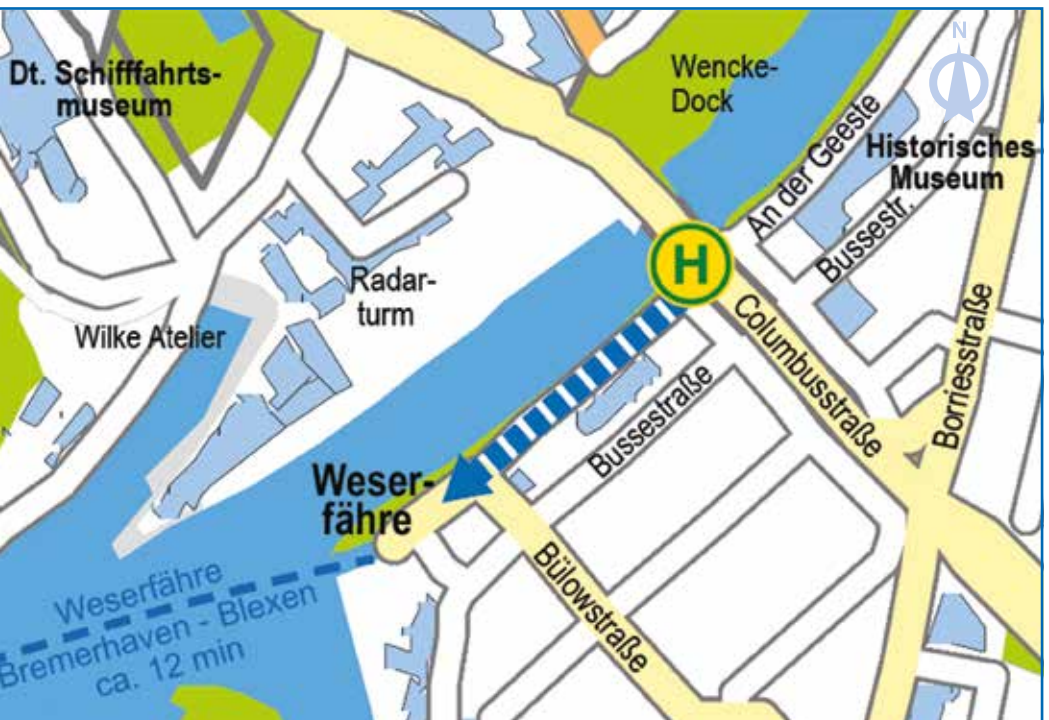 N
Dt. Schifffahrts-
museum
Wencke-
Dock
An der Geeste
Historisches
Museum
Bussestr.
H
Radar-
turm
Wilke Atelier
Columbusstraße
Borriesstraße
Bussestraße
Weser-
fähre
Bülowstraße
Weserfähre
Bremerhaven - Blexen
ca. 12 min